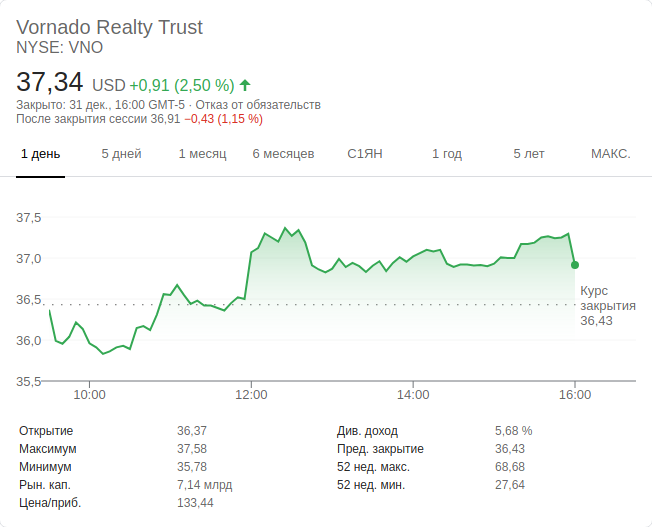 Vornado Realty Trust
NYSE: VNO
37,34 USD +0,91 (2,50 %)
Закрыто: 31 дек., 16:00 GMT-5 · Отказ от обязательств
После закрытия сессии 36,91 −0,43 (1,15 %)
1 день 5 дней 1 месяц 6 месяцев С1ЯН 1 год 5 лет МАКС.
37,5
37,0
36,5
36,0
35,5
Курс
закрытия
36,43
10:00 12:00 14:00 16:00
Открытие 36,37 Див. доход 5,68 %
Максимум 37,58 Пред. закрытие 36,43
Минимум 35,78 52 нед. макс. 68,68
Рын. кап. 7,14 млрд 52 нед. мин. 27,64
Цена/приб. 133,44